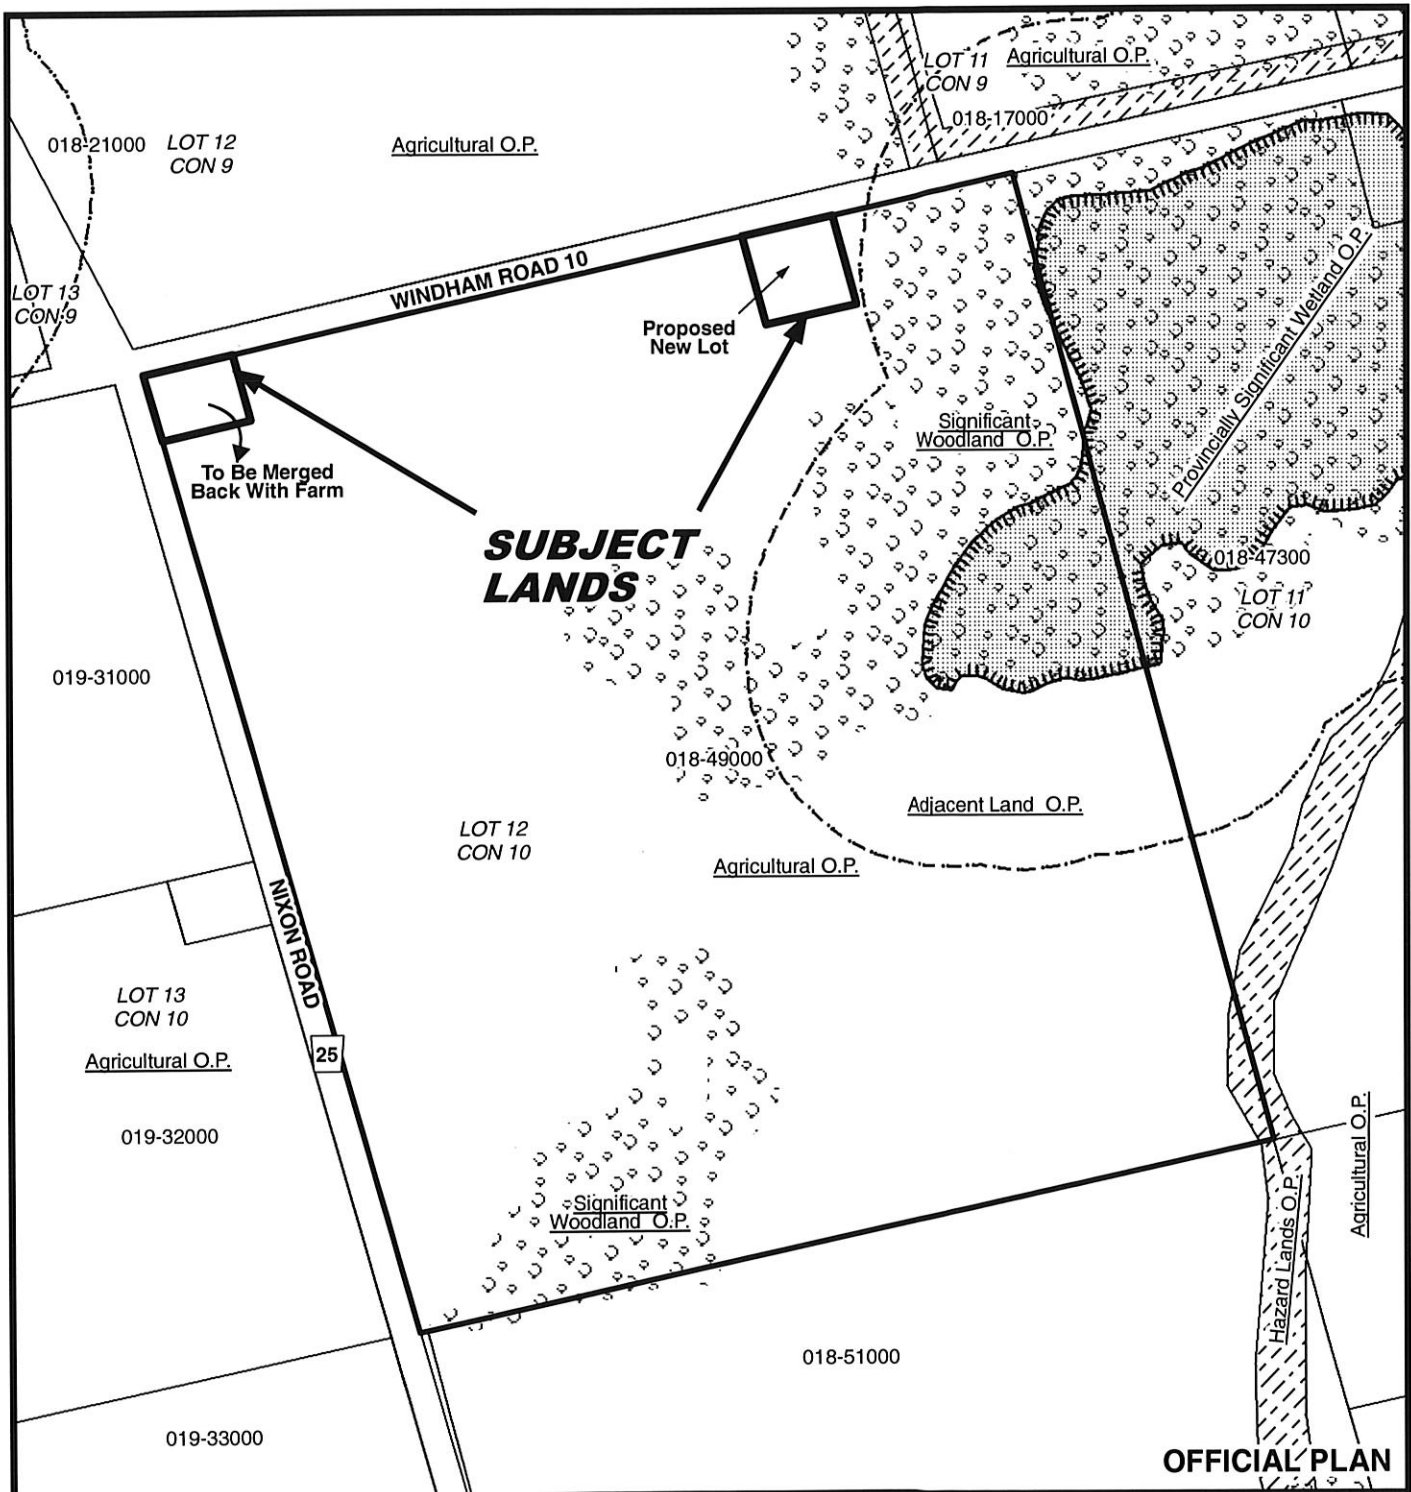 LOT 11
CON 9
Agricultural O.P.
018-17000
018-21000
LOT 12
CON 9
Agricultural O.P.
LOT 13
CON 9
WINDHAM ROAD 10
Proposed
New Lot
To Be Merged
Back With Farm
Significant
Woodland O.P.
Provincially Significant Wetland O.P.
SUBJECT
LANDS
018-47300
LOT 11
CON 10
019-31000
018-49000
Adjacent Land O.P.
LOT 12
CON 10
Agricultural O.P.
NIXON ROAD
LOT 13
CON 10
Agricultural O.P.
25
019-32000
Agricultural O.P.
Significant
Woodland O.P.
Hazard Lands O.P.
018-51000
019-33000
OFFICIAL PLAN